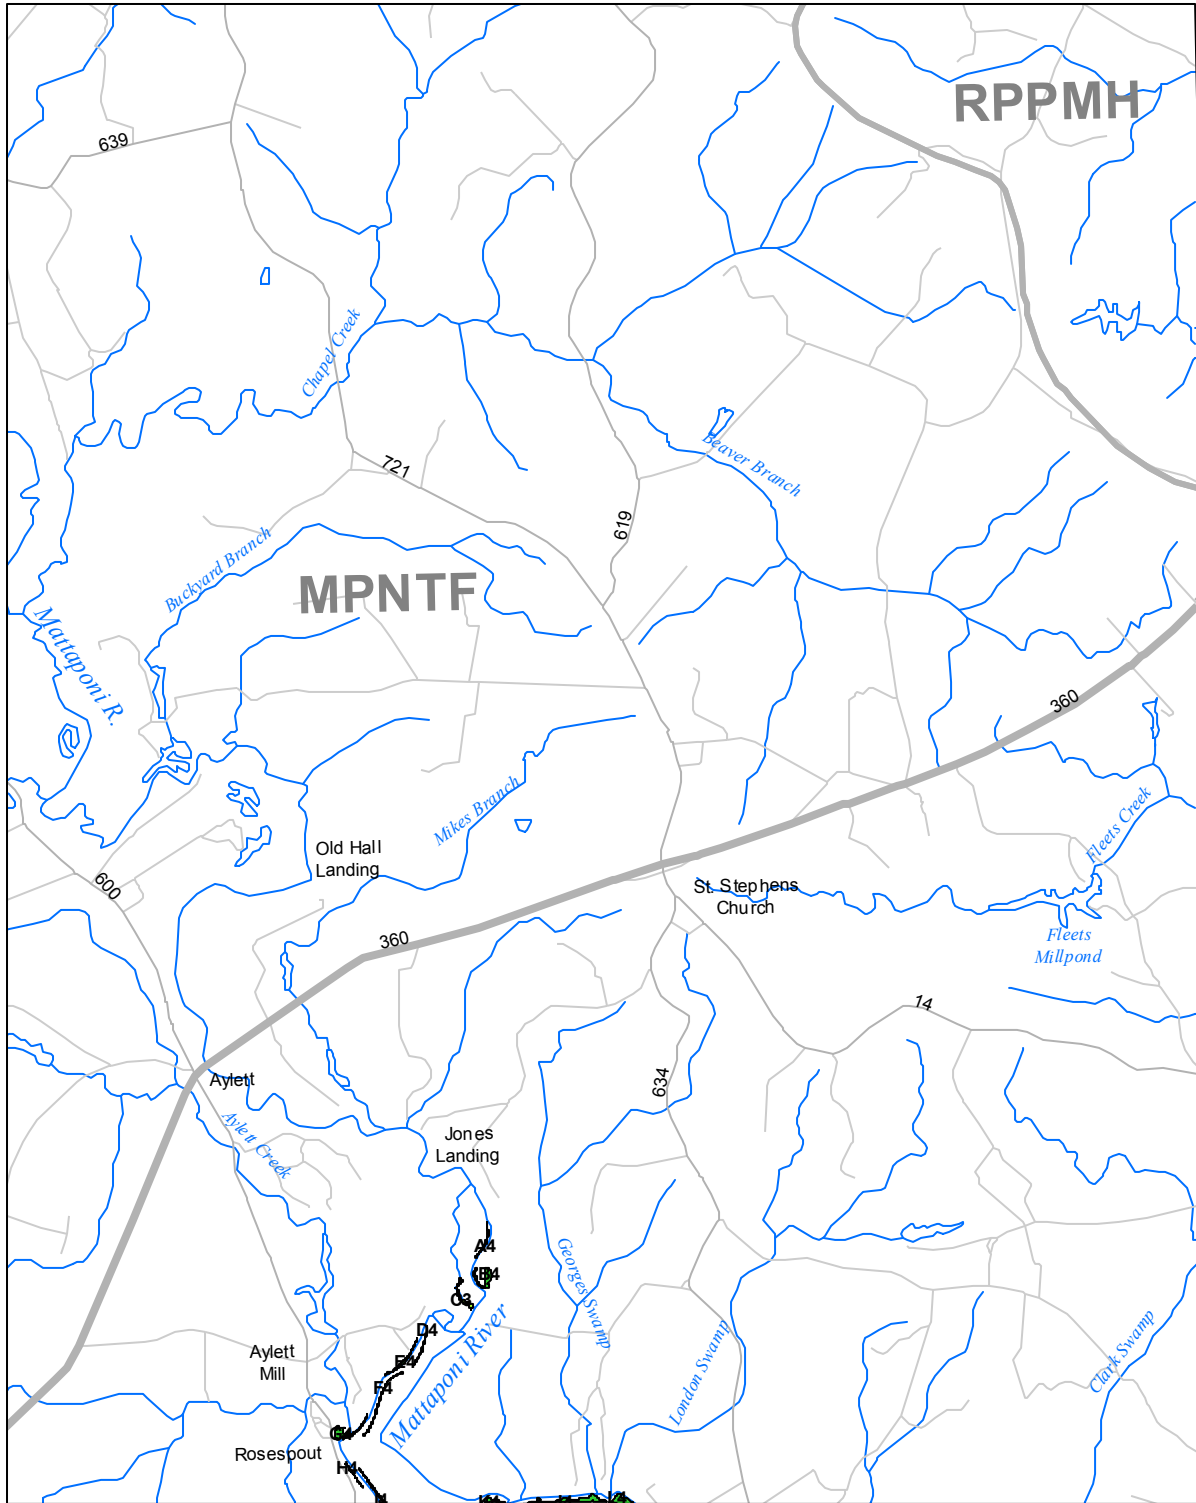 RPPMH
639
Chapel Creek
721
Beaver Branch
619
Buckyard Branch
MPNTF
Mattaponi R.
360
Mikes Branch
Fleets Creek
Old Hall
Landing
600
St. Stephens
Church
360
Fleets
Millpond
14
634
Aylett
Aylett Creek
Jones
Landing
A4
B4
C3
Georges Swamp
D4
Mattaponi River
E4
Aylett
Mill
London Swamp
Clark Swamp
F4
Rosespout
H4
L4